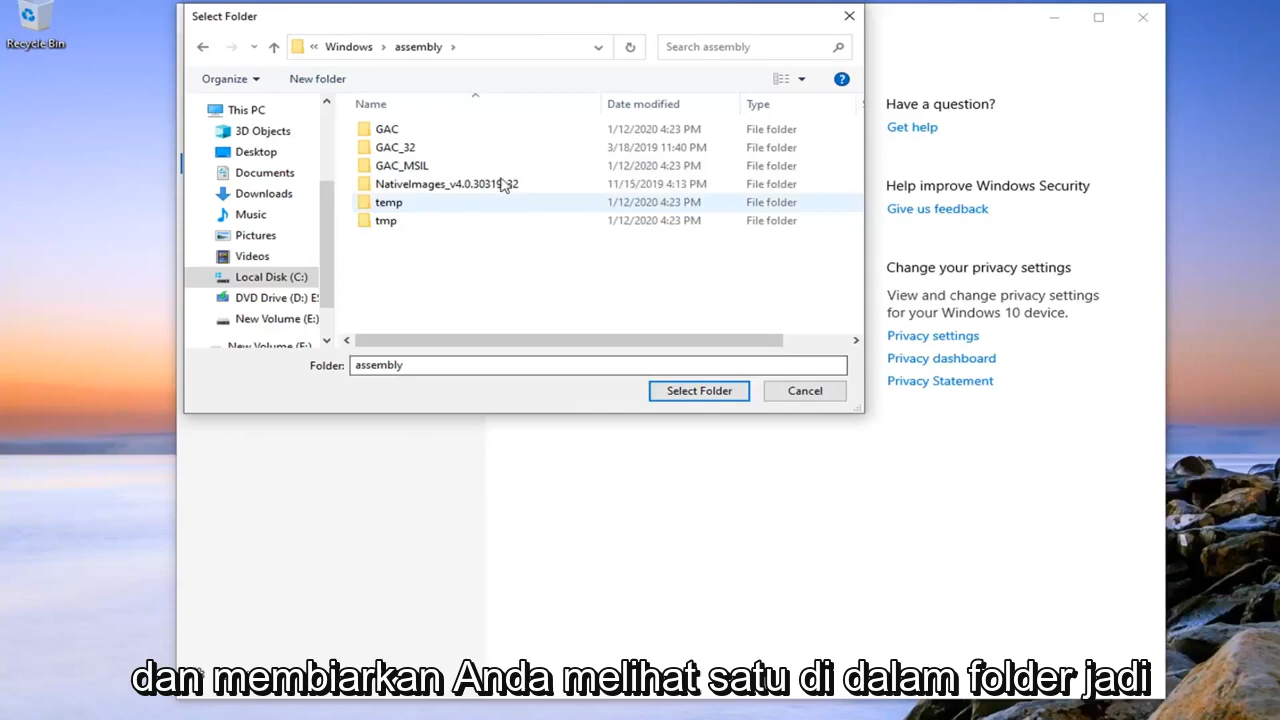 Recycle Bin
Select Folder
Windows
assembly
Search assembly
Organize
New folder
Name
Date modified
Type
This PC
3D Objects
Desktop
Documents
Downloads
Music
Pictures
Videos
Local Disk (C:)
DVD Drive (D:) ES
New Volume (E:)
New Volume (E:)
GAC 1/12/2020 4:23 PM File folder
GAC_32 3/18/2019 11:40 PM File folder
GAC_MSIL 1/12/2020 4:23 PM File folder
NativeImages_v4.0.30319_32 11/15/2019 4:13 PM File folder
temp 1/12/2020 4:23 PM File folder
tmp 1/12/2020 4:23 PM File folder
Folder: assembly
Select Folder
Cancel
Have a question?
Get help
Help improve Windows Security
Give us feedback
Change your privacy settings
View and change privacy settings
for your Windows 10 device.
Privacy settings
Privacy dashboard
Privacy Statement
dan membiarkan Anda melihat satu di dalam folder jadi